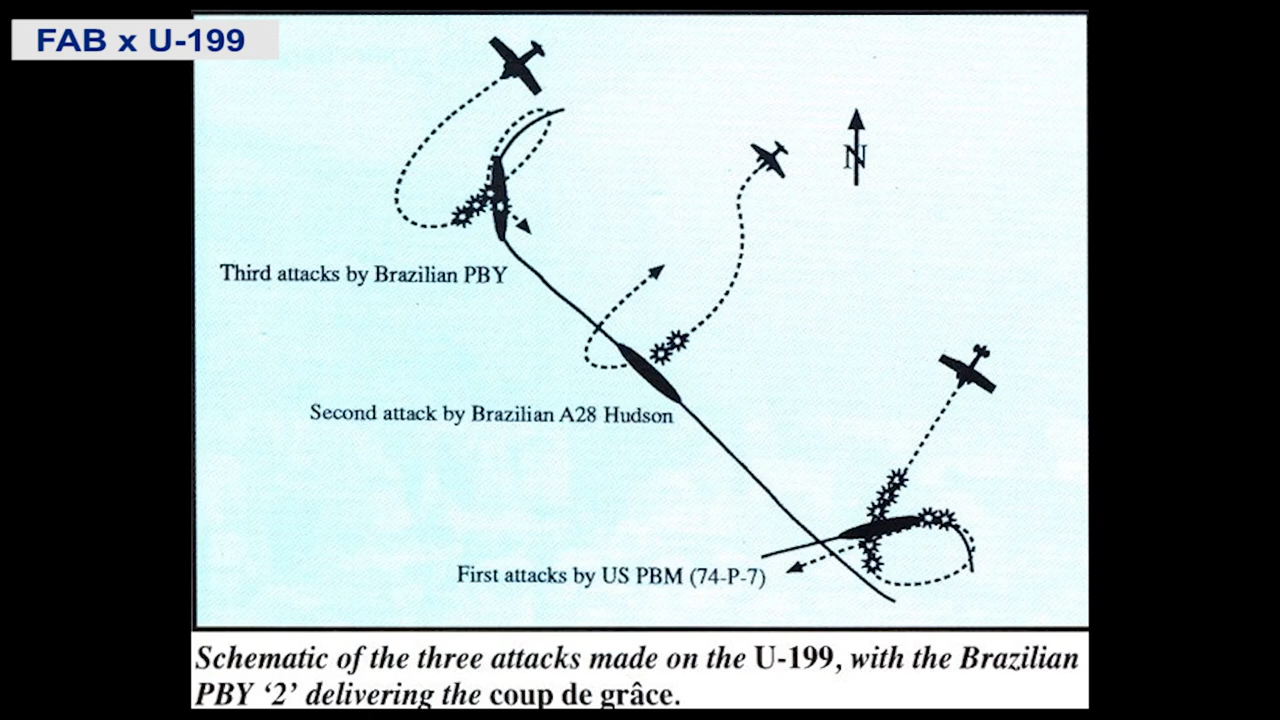 FAB x U-199
N
Third attacks by Brazilian PBY
Second attack by Brazilian A28 Hudson
First attacks by US PBM (74-P-7)
Schematic of the three attacks made on the U-199, with the Brazilian
PBY ‘2’ delivering the coup de grâce.